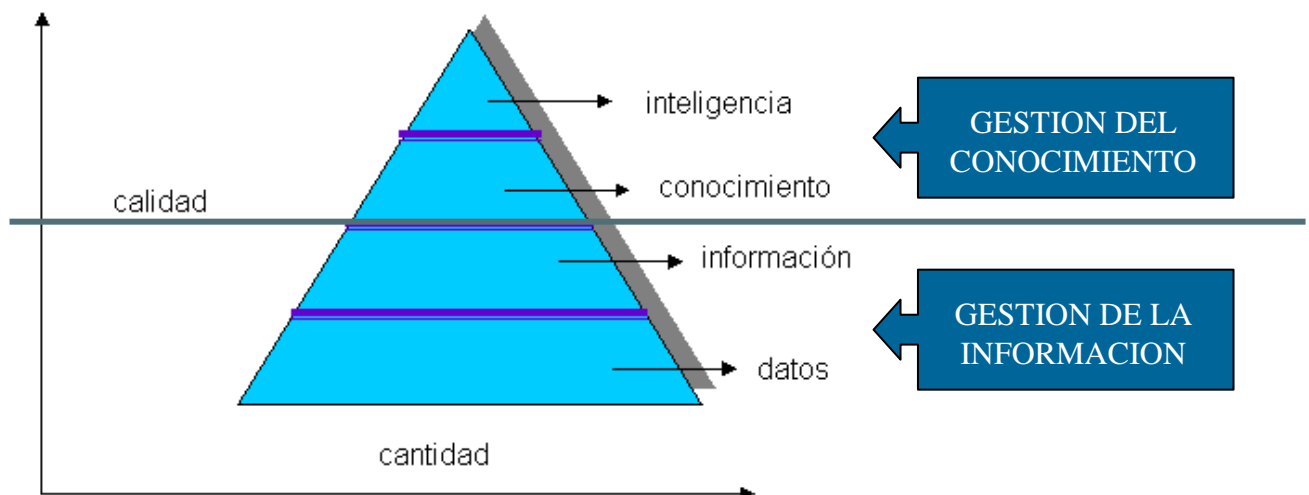 inteligencia
GESTION DEL
CONOCIMIENTO
conocimiento
calidad
información
GESTION DE LA
INFORMACION
datos
cantidad